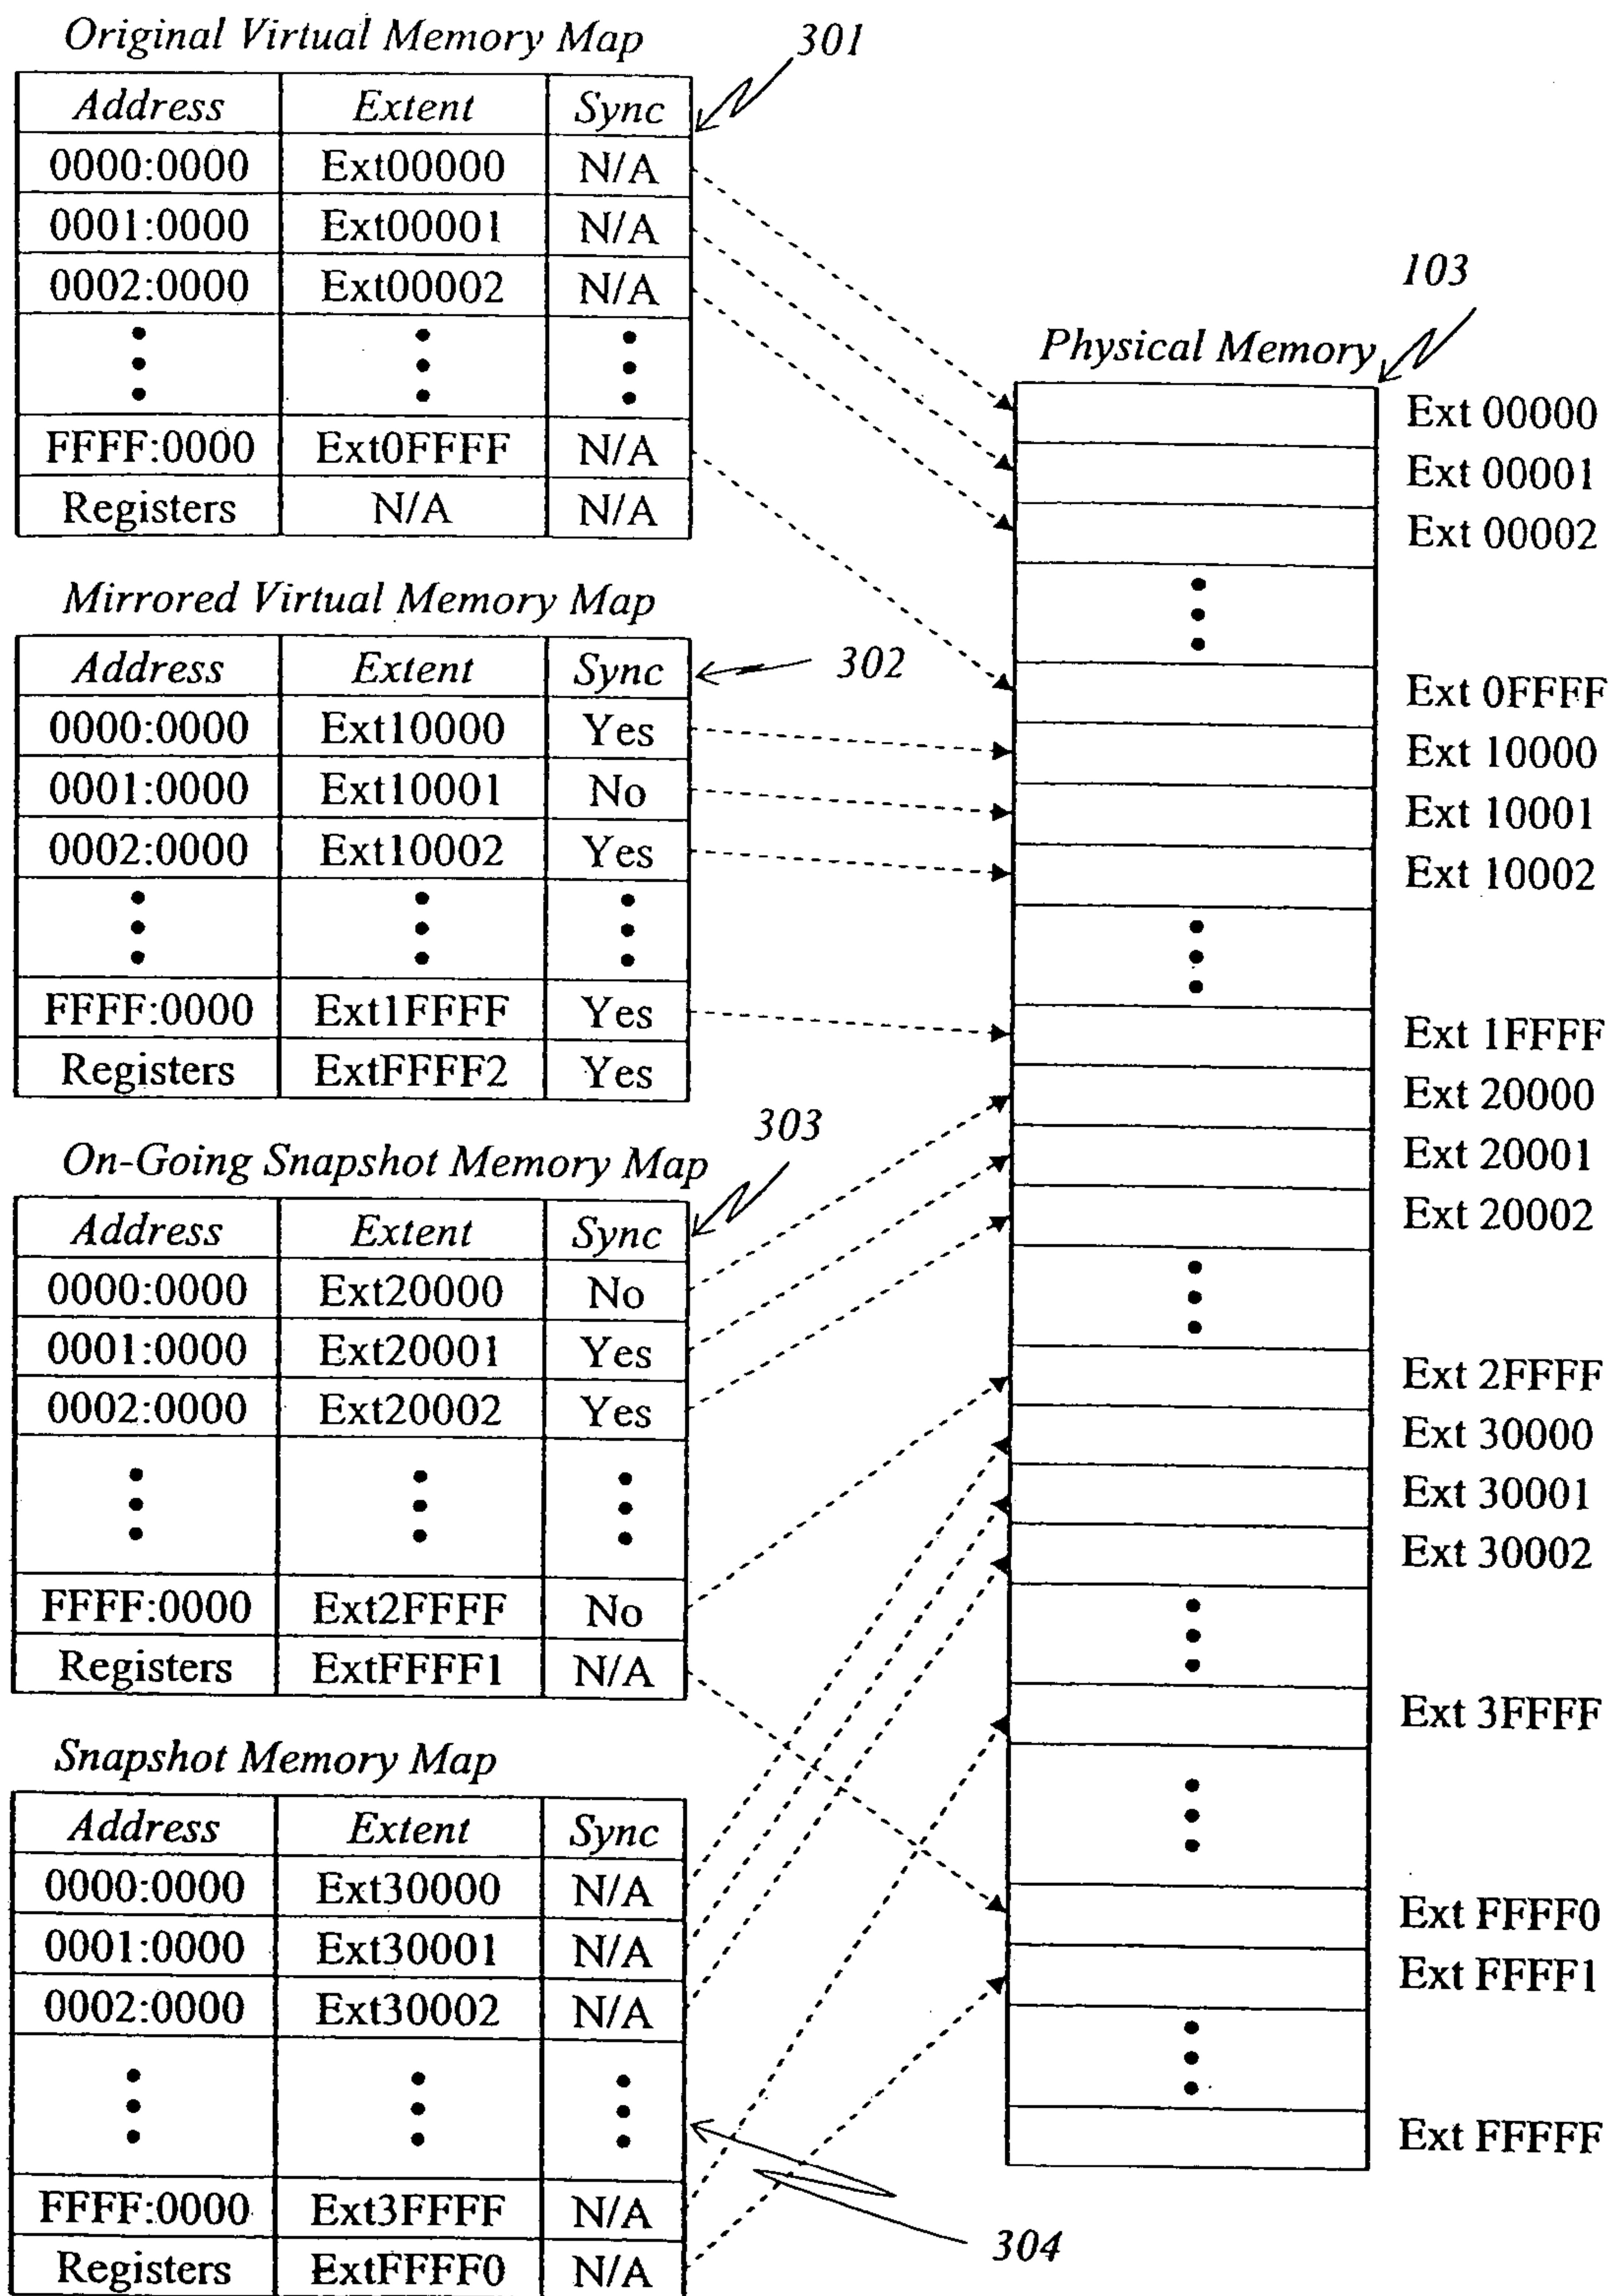 Original Virtual Memory Map
301
Address Extent Sync
0000:0000 Ext00000 N/A
0001:0000 Ext00001 N/A
0002:0000 Ext00002 N/A
FFFF:0000 Ext0FFFF N/A
Registers N/A N/A
Mirrored Virtual Memory Map
302
Address Extent Sync
0000:0000 Ext10000 Yes
0001:0000 Ext10001 No
0002:0000 Ext10002 Yes
FFFF:0000 Ext1FFFF Yes
Registers ExtFFFF2 Yes
On-Going Snapshot Memory Map
303
Address Extent Sync
0000:0000 Ext20000 No
0001:0000 Ext20001 Yes
0002:0000 Ext20002 Yes
FFFF:0000 Ext2FFFF No
Registers ExtFFFF1 N/A
Snapshot Memory Map
Address Extent Sync
0000:0000 Ext30000 N/A
0001:0000 Ext30001 N/A
0002:0000 Ext30002 N/A
FFFF:0000 Ext3FFFF N/A
Registers ExtFFFF0 N/A
304
103
Physical Memory
Ext 00000
Ext 00001
Ext 00002
Ext 0FFFF
Ext 10000
Ext 10001
Ext 10002
Ext 1FFFF
Ext 20000
Ext 20001
Ext 20002
Ext 2FFFF
Ext 30000
Ext 30001
Ext 30002
Ext 3FFFF
Ext FFFF0
Ext FFFF1
Ext FFFFF